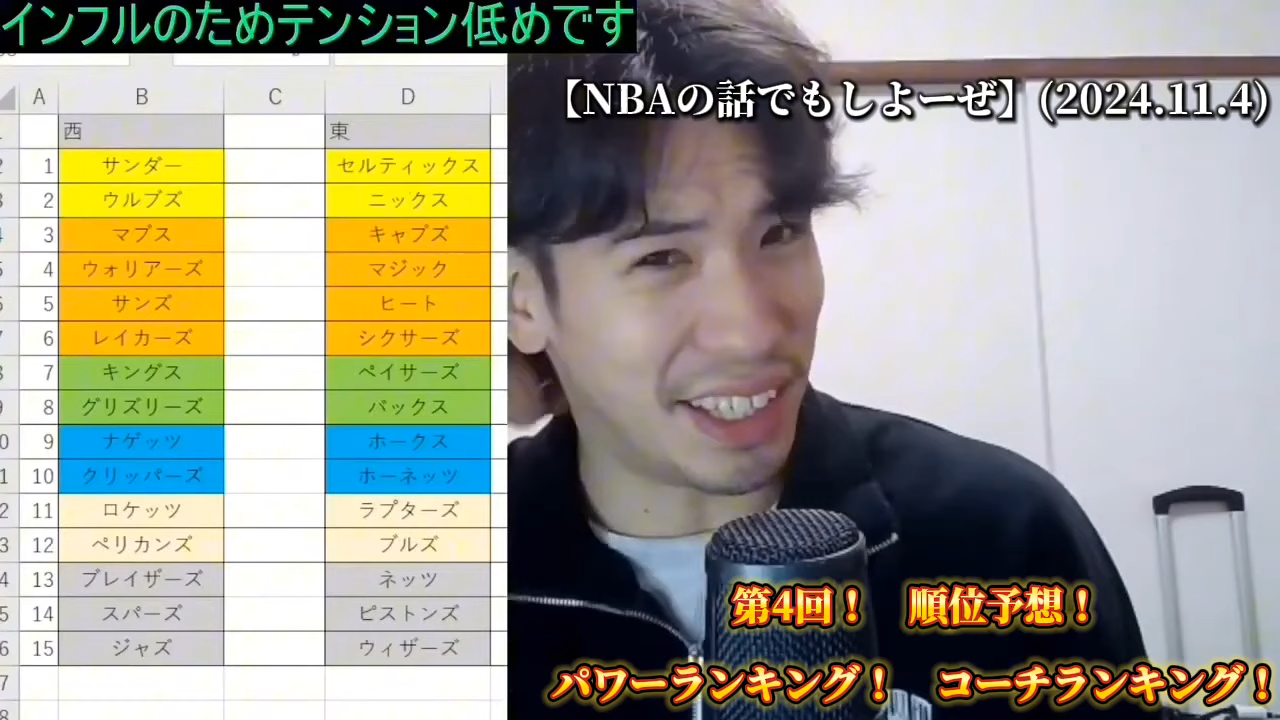 インフルのためテンション低めです
【NBAの話でもしよーぜ】(2024.11.4)
A B C D
西 東
1 サンダー セルティックス
2 ウルブズ ニックス
3 マブス キャブズ
4 ウォリアーズ マジック
5 サンズ ヒート
6 レイカーズ シクサーズ
7 キングス ペイサーズ
8 グリズリーズ バックス
9 ナゲッツ ホークス
10 クリッパーズ ホーネッツ
11 ロケッツ ラプターズ
12 ペリカンズ ブルズ
13 ブレイザーズ ネッツ
14 スパーズ ピストンズ
15 ジャズ ウィザーズ
第4回! 順位予想!
パワーランキング! コーチランキング!